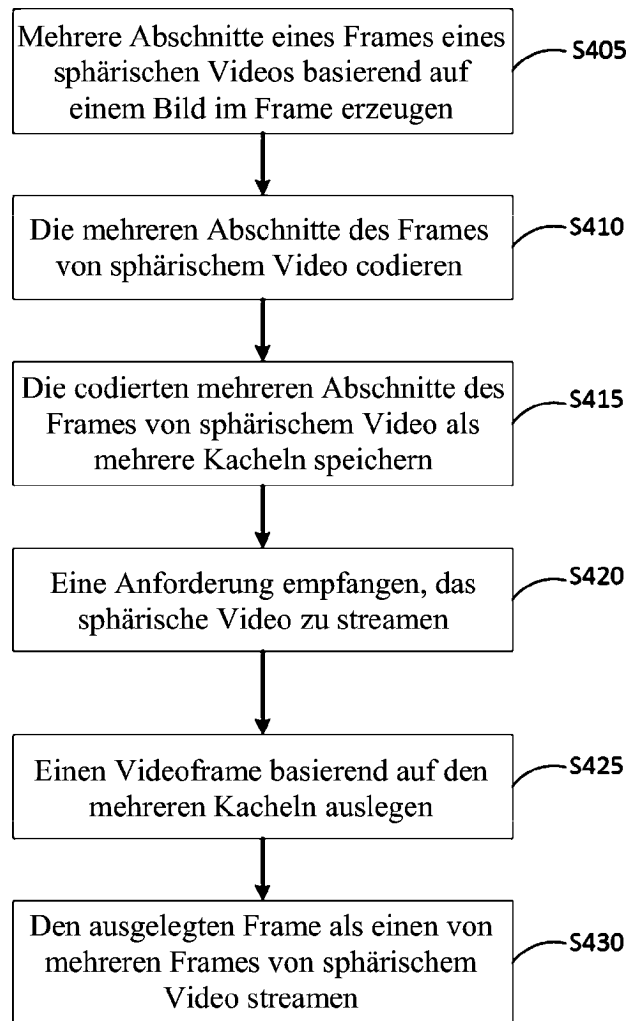 Mehrere Abschnitte eines Frames eines
sphärischen Videos basierend auf
einem Bild im Frame erzeugen
S405
Die mehreren Abschnitte des Frames
von sphärischem Video codieren
S410
Die codierten mehreren Abschnitte des
Frames von sphärischem Video als
mehrere Kacheln speichern
S415
Eine Anforderung empfangen, das
sphärische Video zu streamen
S420
Einen Videoframe basierend auf den
mehreren Kacheln auslegen
S425
Den ausgelegten Frame als einen von
mehreren Frames von sphärischem
Video streamen
S430